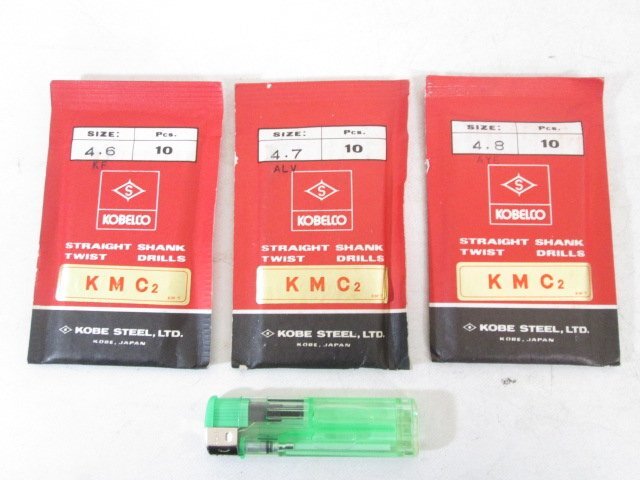 SIZE: Pcs.
4.6 10
KF
S
KOBELCO
STRAIGHT SHANK
TWIST DRILLS
KMC2
KOBE STEEL, LTD.
KOBE, JAPAN
SIZE: Pcs.
4.7 10
ALV
S
KOBELCO
STRAIGHT SHANK
TWIST DRILLS
KMC2
KOBE STEEL, LTD.
KOBE, JAPAN
SIZE: Pcs.
4.8 10
S
KOBELCO
STRAIGHT SHANK
TWIST DRILLS
KMC2
KOBE STEEL, LTD.
KOBE, JAPAN